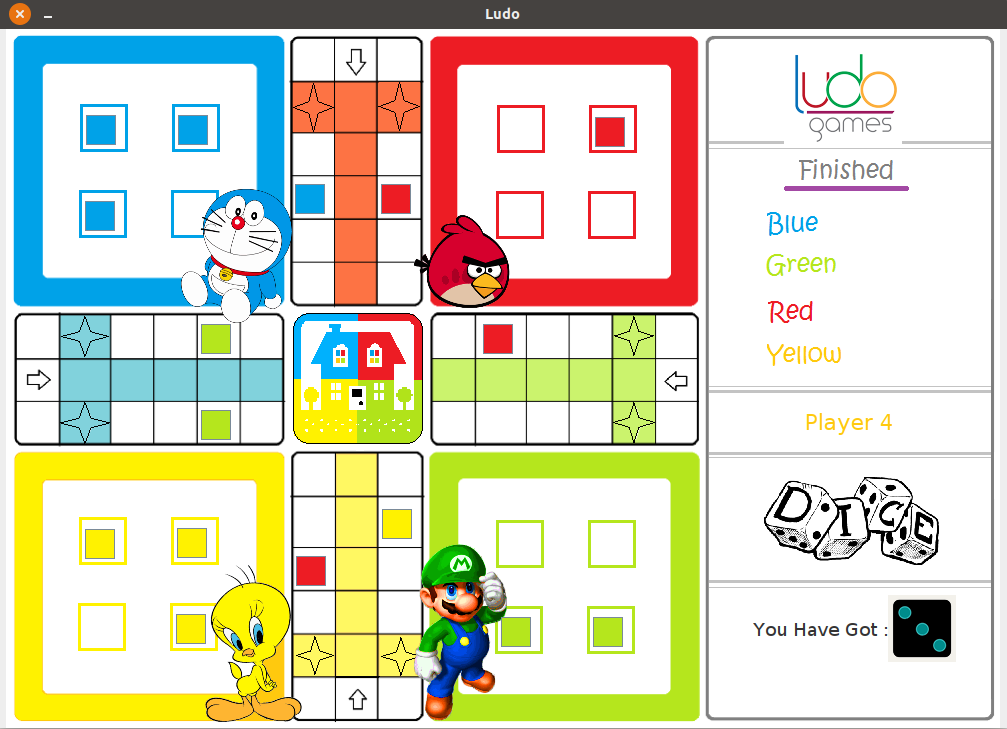 Ludo
ludo
games
Finished
Blue
Green
Red
Yellow
Player 4
DICE
You Have Got :
M